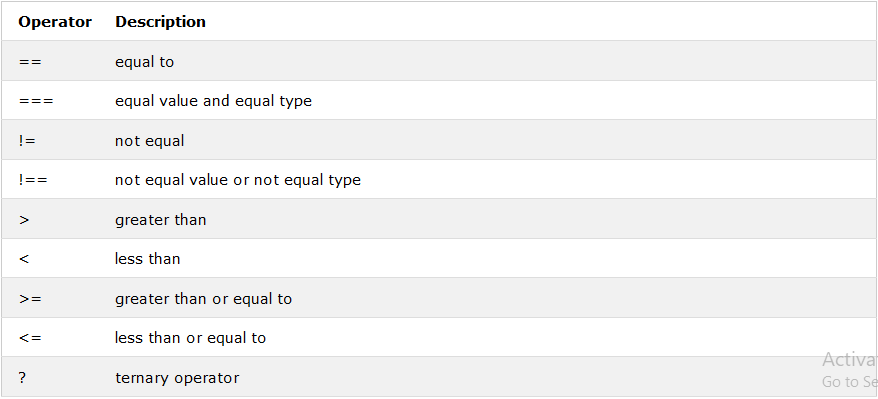 Operator Description
== equal to
=== equal value and equal type
!= not equal
!== not equal value or not equal type
> greater than
< less than
>= greater than or equal to
<= less than or equal to
Activa
? ternary operator
Go to Se